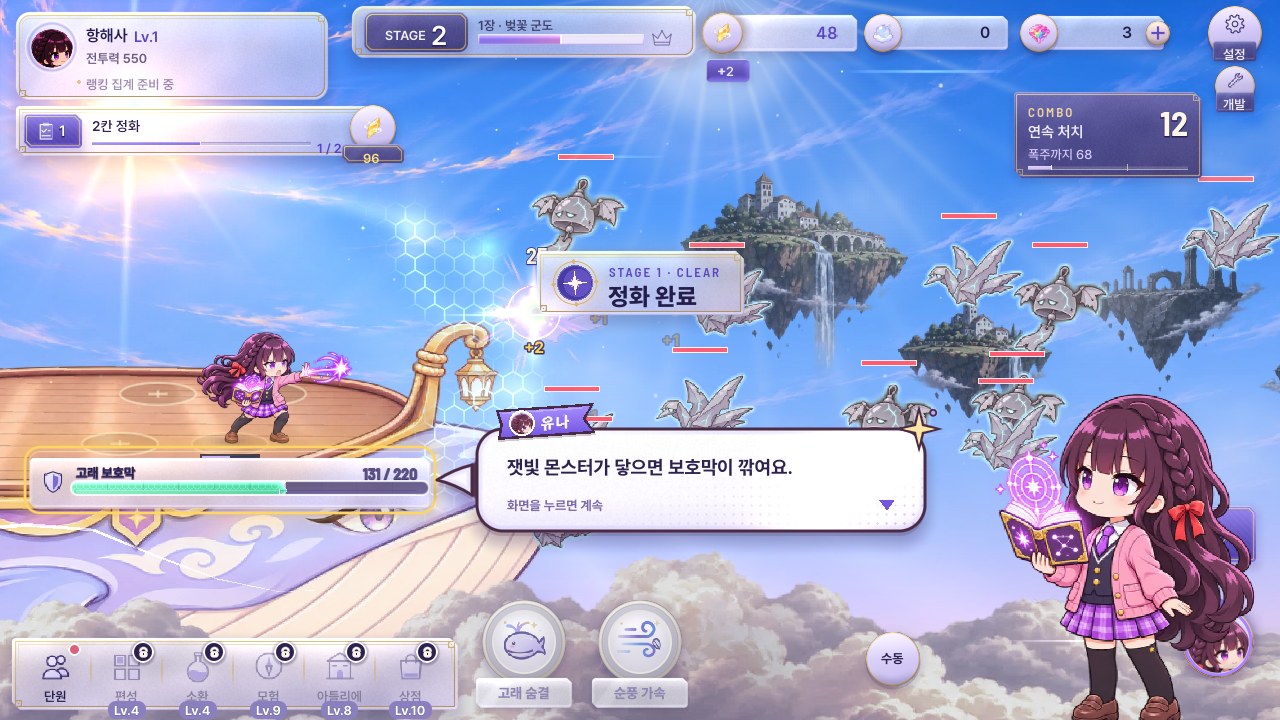 항해사 Lv.1
전투력 550
랭킹 집계 준비 중
STAGE 2
1장 · 벚꽃 군도
48
+2
0
3
설정
개발
1
2칸 정화
1 / 2
96
COMBO
연속 처치
12
폭주까지 68
STAGE 1 · CLEAR
정화 완료
+1
+1
+2
고래 보호막
131 / 220
유나
잿빛 몬스터가 닿으면 보호막이 깎여요.
화면을 누르면 계속
단원
편성
Lv.4
소환
Lv.4
모험
Lv.9
아틀리에
Lv.8
상점
Lv.10
고래 숨결
순풍 가속
수동